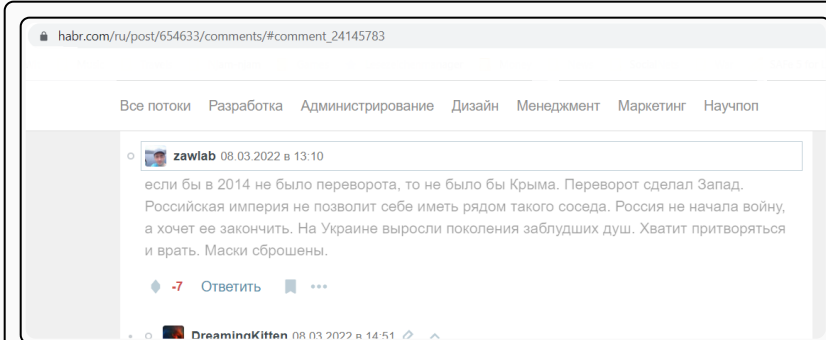 habr.com/ru/post/654633/comments/#comment_24145783
Все потоки Разработка Администрирование Дизайн Менеджмент Маркетинг Научпоп
zawlab 08.03.2022 в 13:10
если бы в 2014 не было переворота, то не было бы Крыма. Переворот сделал Запад.
Российская империя не позволит себе иметь рядом такого соседа. Россия не начала войну,
а хочет ее закончить. На Украине выросли поколения заблудших душ. Хватит притворяться
и врать. Маски сброшены.
-7 Ответить
DreamingKitten 08.03.2022 в 14:51